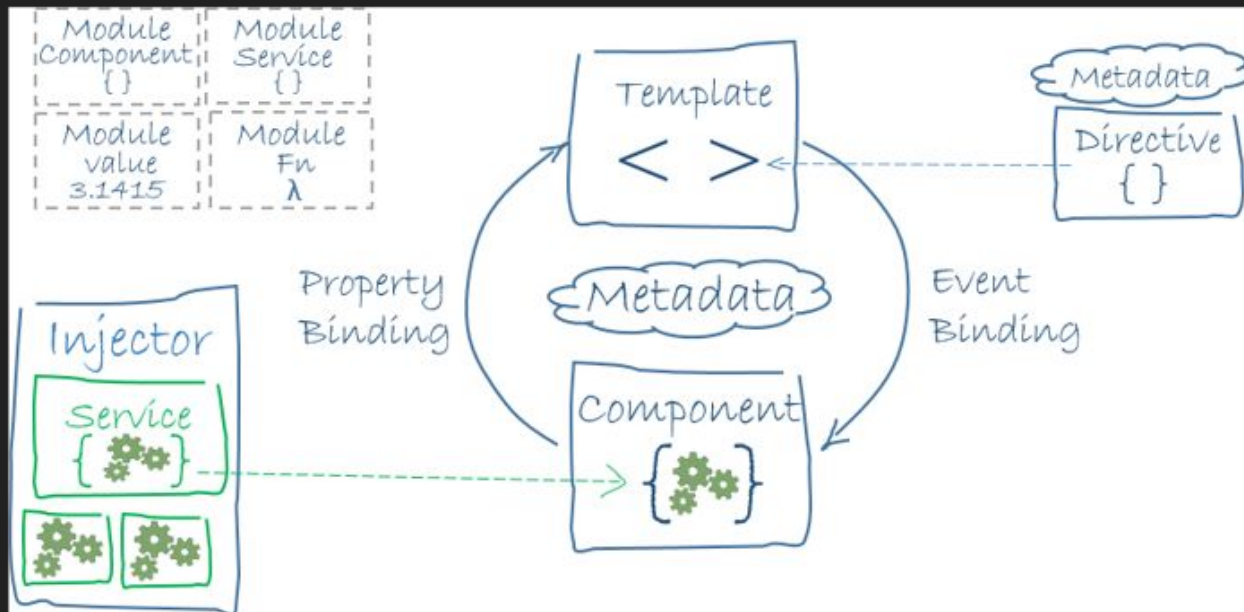 Module
Component
{ }
Module
Service
{ }
Module
value
3.1415
Module
Fn
λ
Template
< >
Metadata
Directive
{ }
Property
Binding
Metadata
Event
Binding
Injector
Service
{ }
Component
{ }